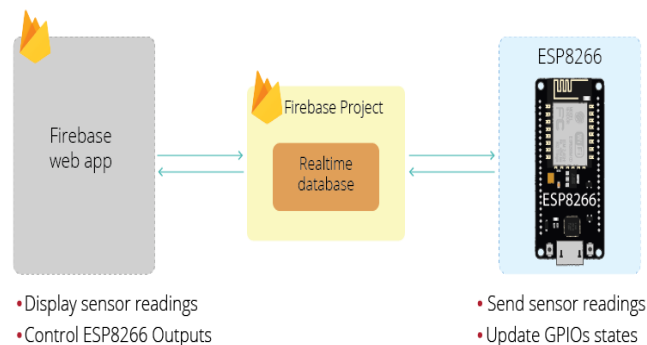 Firebase
web app
Firebase Project
Realtime
database
ESP8266
ESP8266
•Display sensor readings
•Control ESP8266 Outputs
•Send sensor readings
•Update GPIOs states